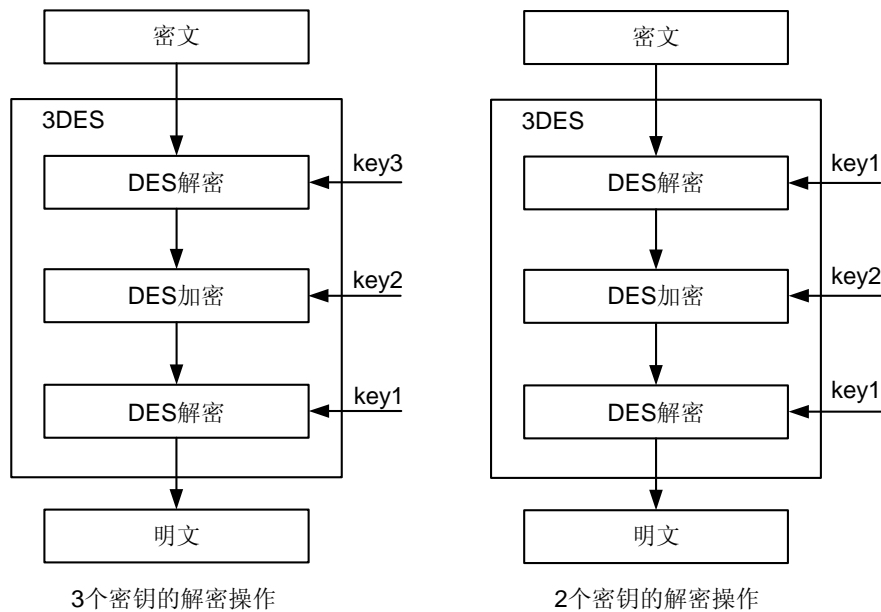 密文
3DES
DES解密
key3
DES加密
key2
DES解密
key1
明文
3个密钥的解密操作
密文
3DES
DES解密
key1
DES加密
key2
DES解密
key1
明文
2个密钥的解密操作